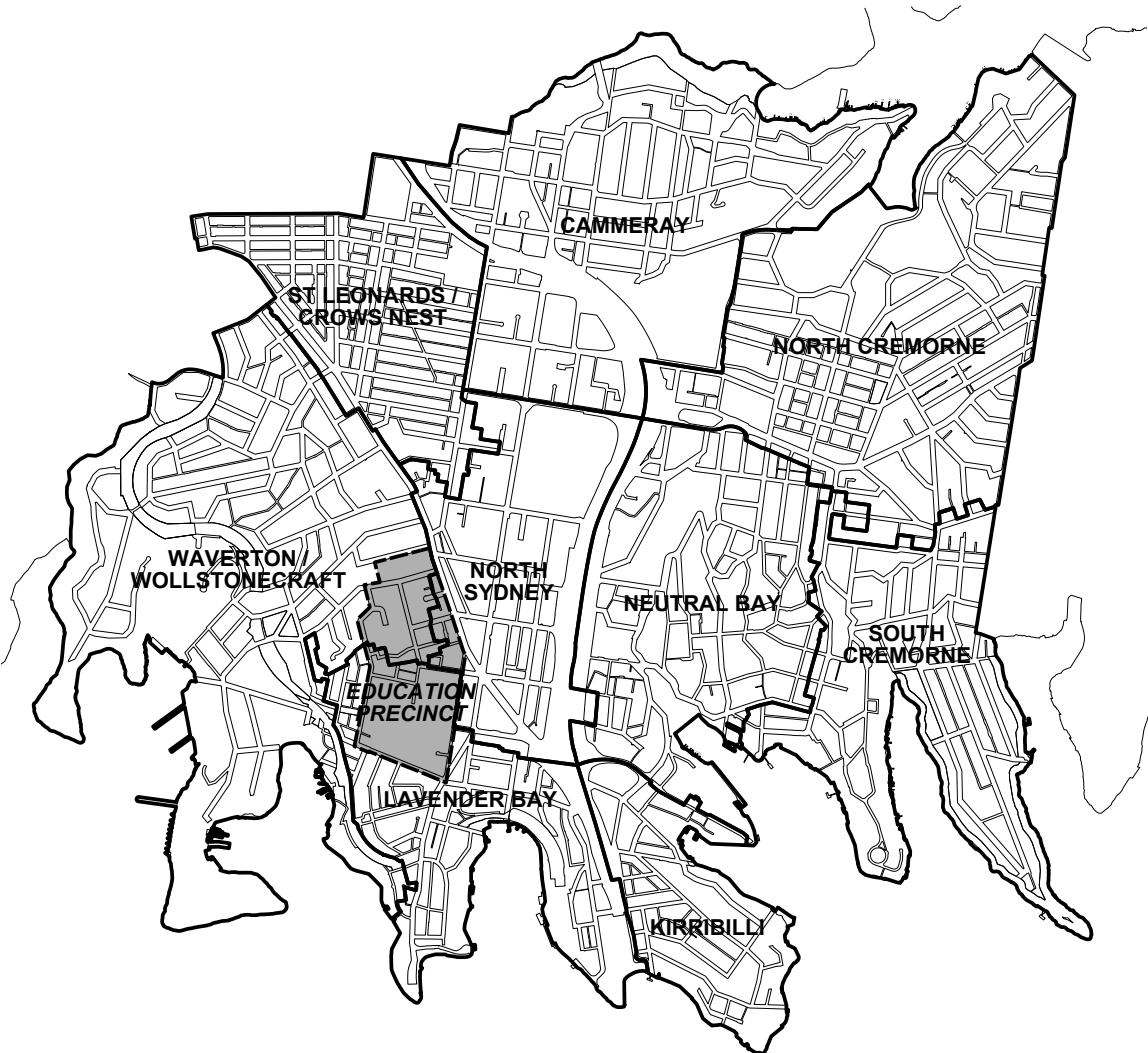 CAMMERAY
ST LEONARDS /
CROWS NEST
NORTH CREMORNE
WAVERTON /
WOLLSTONECRAFT
NORTH
SYDNEY
NEUTRAL BAY
SOUTH
CREMORNE
EDUCATION
PRECINCT
LAVENDER BAY
KIRRIBILLI